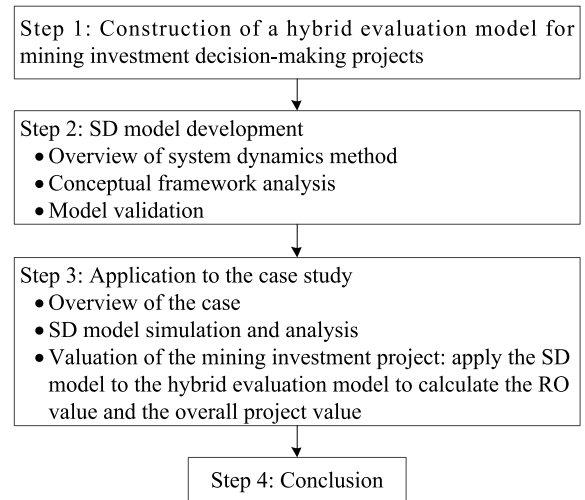 Step 1: Construction of a hybrid evaluation model for
mining investment decision-making projects
Step 2: SD model development
• Overview of system dynamics method
• Conceptual framework analysis
• Model validation
Step 3: Application to the case study
• Overview of the case
• SD model simulation and analysis
• Valuation of the mining investment project: apply the SD
model to the hybrid evaluation model to calculate the RO
value and the overall project value
Step 4: Conclusion